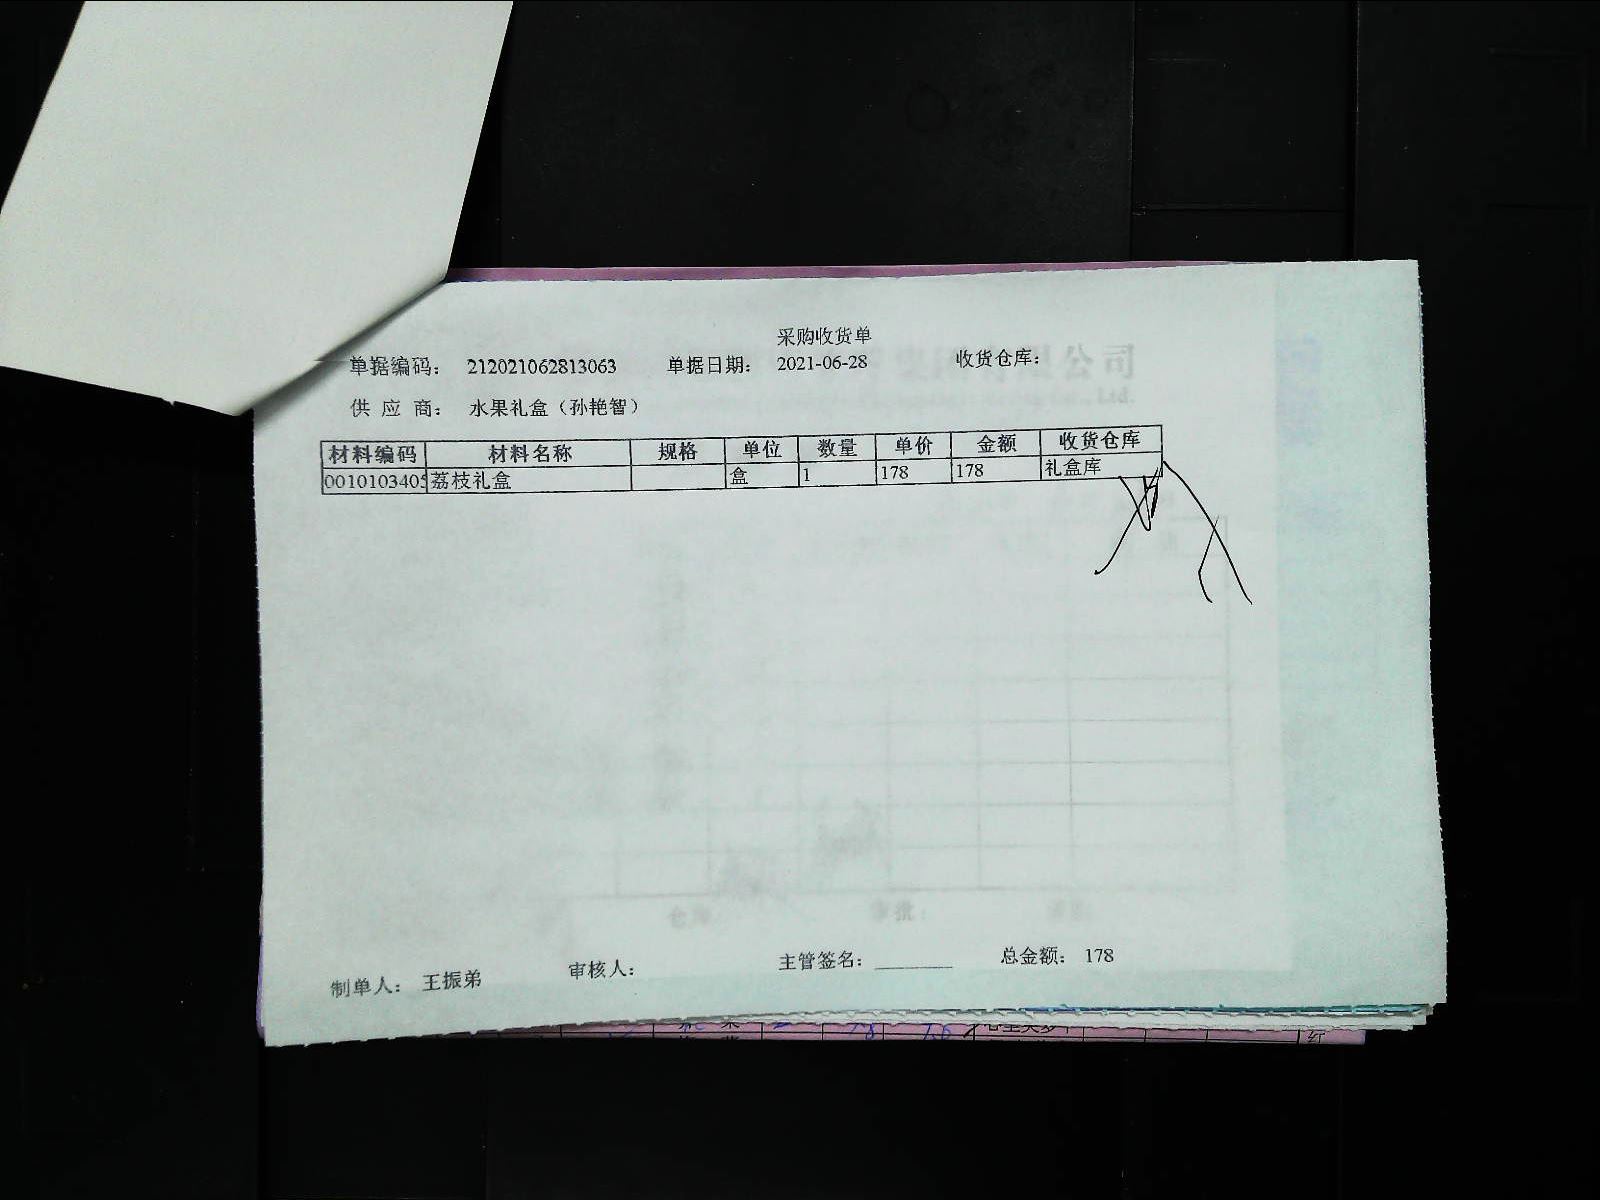 采购收货单
单据编码： 212021062813063 单据日期： 2021-06-28 收货仓库：
供 应 商： 水果礼盒（孙艳智）
材料编码 材料名称 规格 单位 数量 单价 金额 收货仓库
0010103405 荔枝礼盒 盒 1 178 178 礼盒库
制单人： 王振弟 审核人： 主管签名：________ 总金额： 178